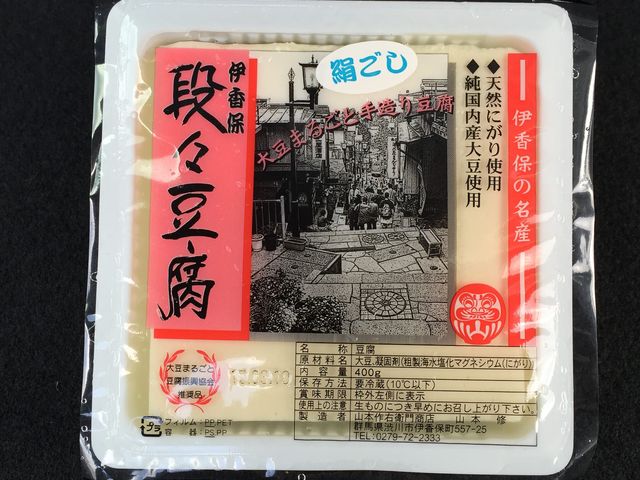 絹ごし
伊香保
段々豆腐
大豆まるごと手造り豆腐
◆天然にがり使用
◆純国内産大豆使用
伊香保の名産
山
名称 豆腐
原材料名 大豆、凝固剤(粗製海水塩化マグネシウム(にがり))
内容量 400g
保存方法 要冷蔵(10℃以下)
賞味期限 枠外左側に表示
使用上の注意 生ものにつき早めにお召し上がり下さい。
製造者 山本作右衛門商店 山本 修
群馬県渋川市伊香保町557-25
TEL:0279-72-2333
大豆まるごと
豆腐振興協会
推奨品
プラ
フィルム:PP,PET
容器:PS,PP